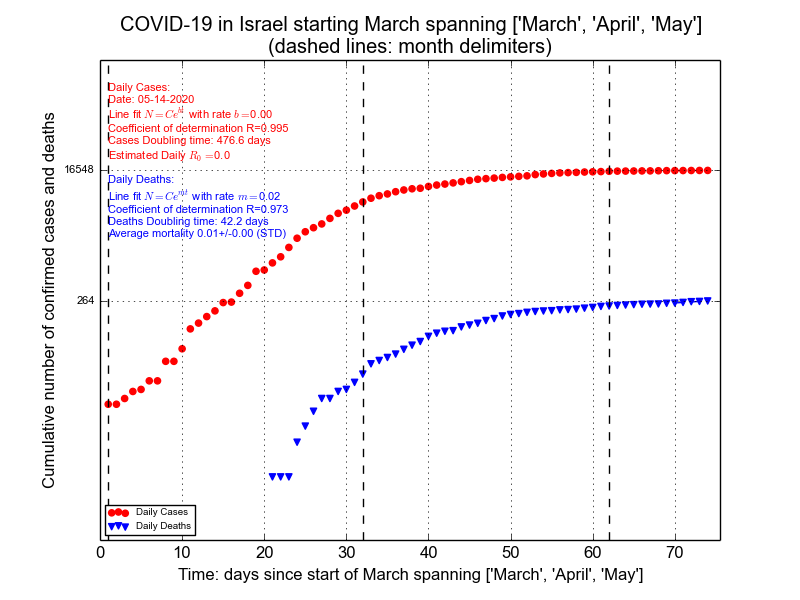 COVID-19 in Israel starting March spanning ['March', 'April', 'May']
(dashed lines: month delimiters)
Daily Cases:
Date: 05-14-2020
Line fit N = Ce^{bt} with rate b =0.00
Coefficient of determination R=0.995
Cases Doubling time: 476.6 days
Estimated Daily R_0 =0.0
Daily Deaths:
Line fit N = Ce^{mt} with rate m =0.02
Coefficient of determination R=0.973
Deaths Doubling time: 42.2 days
Average mortality 0.01+/-0.00 (STD)
16548
264
Cumulative number of confirmed cases and deaths
Daily Cases
Daily Deaths
0 10 20 30 40 50 60 70
Time: days since start of March spanning ['March', 'April', 'May']